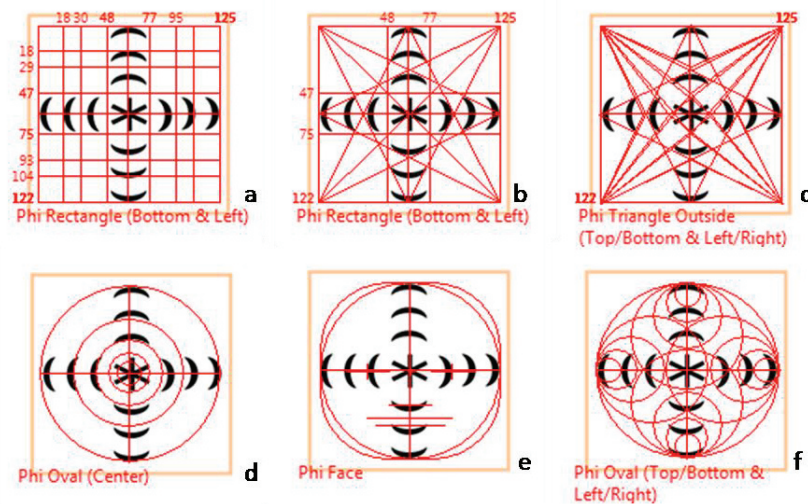 18 30 48 77 95 125
18
29
47
75
93
104
122
a
Phi Rectangle (Bottom & Left)
48 77 125
47
75
122
b
Phi Rectangle (Bottom & Left)
125
122
c
Phi Triangle Outside
(Top/Bottom & Left/Right)
Phi Oval (Center)
d
Phi Face
e
Phi Oval (Top/Bottom &
Left/Right)
f